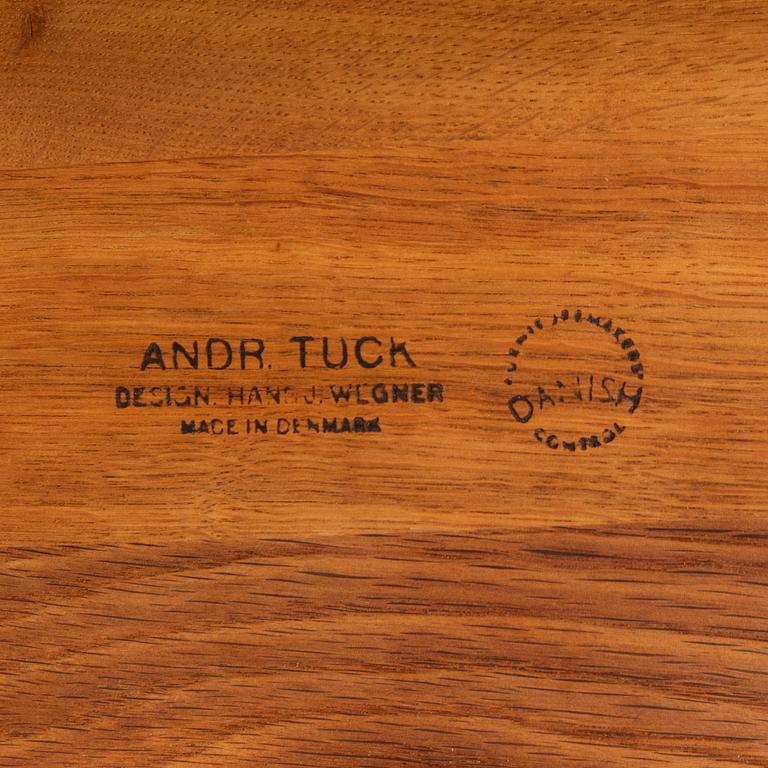 ANDR. TUCK
DESIGN. HANS J. WEGNER
MADE IN DENMARK
DANISH
CONTROL